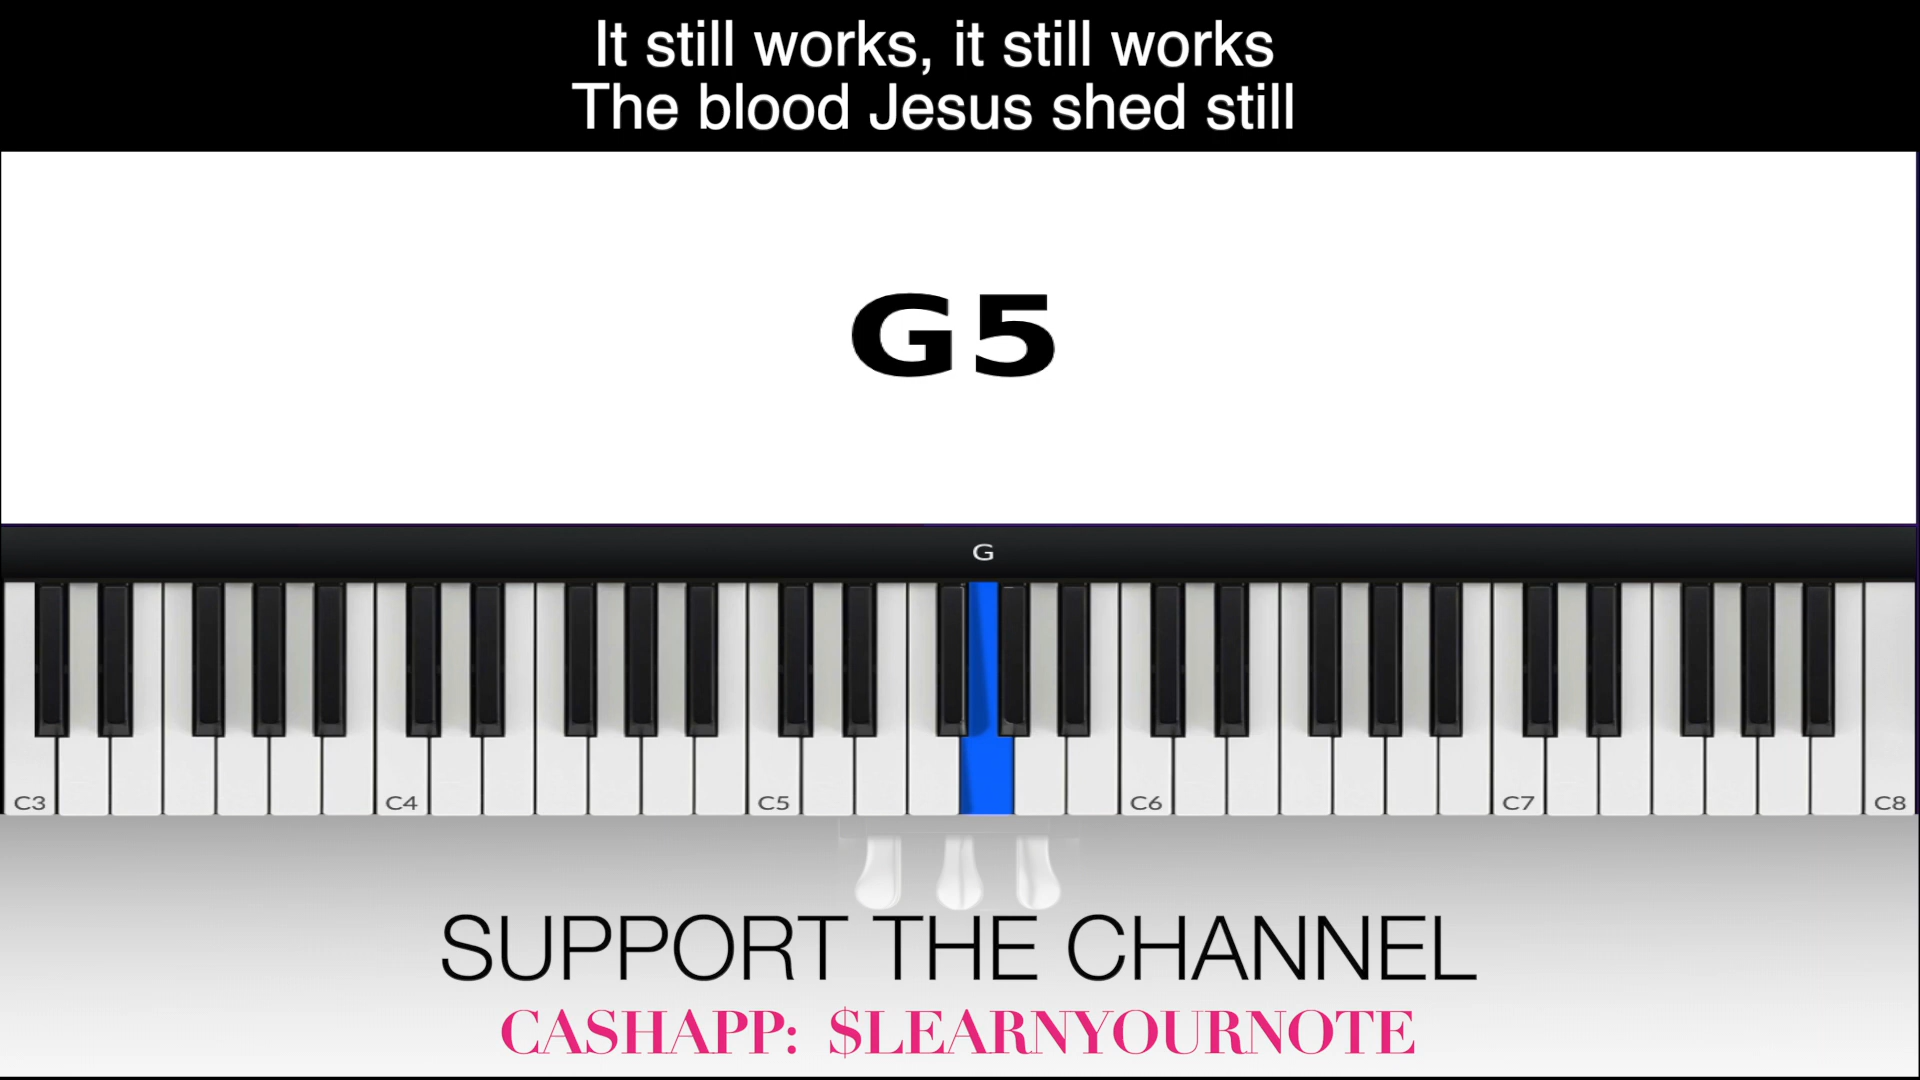 It still works, it still works
The blood Jesus shed still
G5
G
C3 C4 C5 C6 C7 C8
SUPPORT THE CHANNEL
CASHAPP: $LEARNYOURNOTE